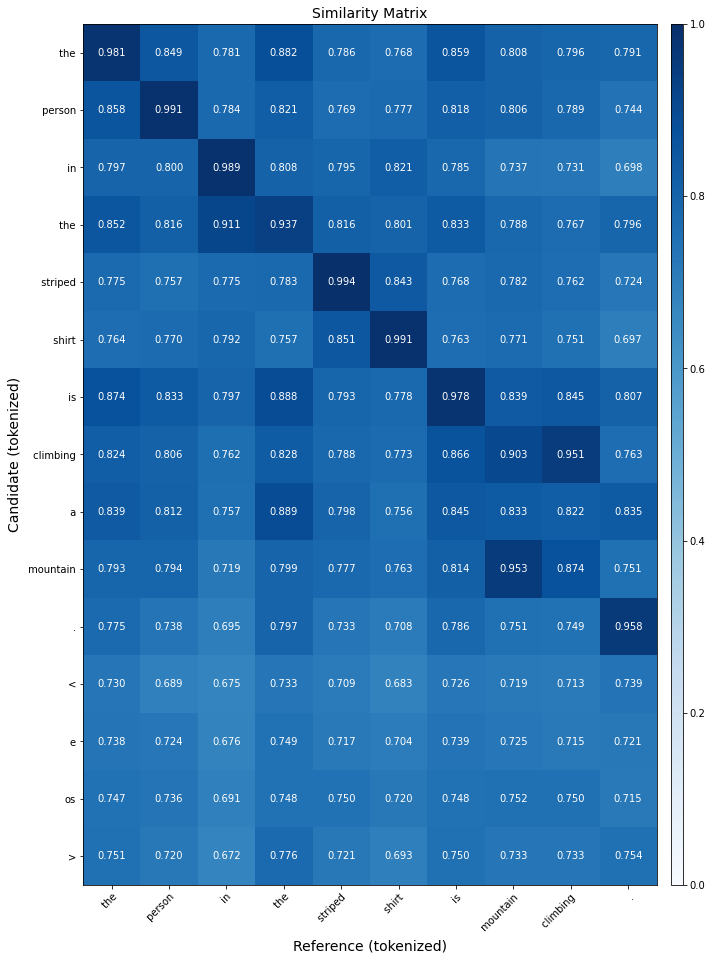 Similarity Matrix
the 0.981 0.849 0.781 0.882 0.786 0.768 0.859 0.808 0.796 0.791
person 0.858 0.991 0.784 0.821 0.769 0.777 0.818 0.806 0.789 0.744
in 0.797 0.800 0.989 0.808 0.795 0.821 0.785 0.737 0.731 0.698
the 0.852 0.816 0.911 0.937 0.816 0.801 0.833 0.788 0.767 0.796
striped 0.775 0.757 0.775 0.783 0.994 0.843 0.768 0.782 0.762 0.724
shirt 0.764 0.770 0.792 0.757 0.851 0.991 0.763 0.771 0.751 0.697
is 0.874 0.833 0.797 0.888 0.793 0.778 0.978 0.839 0.845 0.807
climbing 0.824 0.806 0.762 0.828 0.788 0.773 0.866 0.903 0.951 0.763
a 0.839 0.812 0.757 0.889 0.798 0.756 0.845 0.833 0.822 0.835
mountain 0.793 0.794 0.719 0.799 0.777 0.763 0.814 0.953 0.874 0.751
. 0.775 0.738 0.695 0.797 0.733 0.708 0.786 0.751 0.749 0.958
< 0.730 0.689 0.675 0.733 0.709 0.683 0.726 0.719 0.713 0.739
e 0.738 0.724 0.676 0.749 0.717 0.704 0.739 0.725 0.715 0.721
os 0.747 0.736 0.691 0.748 0.750 0.720 0.748 0.752 0.750 0.715
> 0.751 0.720 0.672 0.776 0.721 0.693 0.750 0.733 0.733 0.754
the person in the striped shirt is mountain climbing .
Reference (tokenized)
Candidate (tokenized)
1.0
0.8
0.6
0.4
0.2
0.0